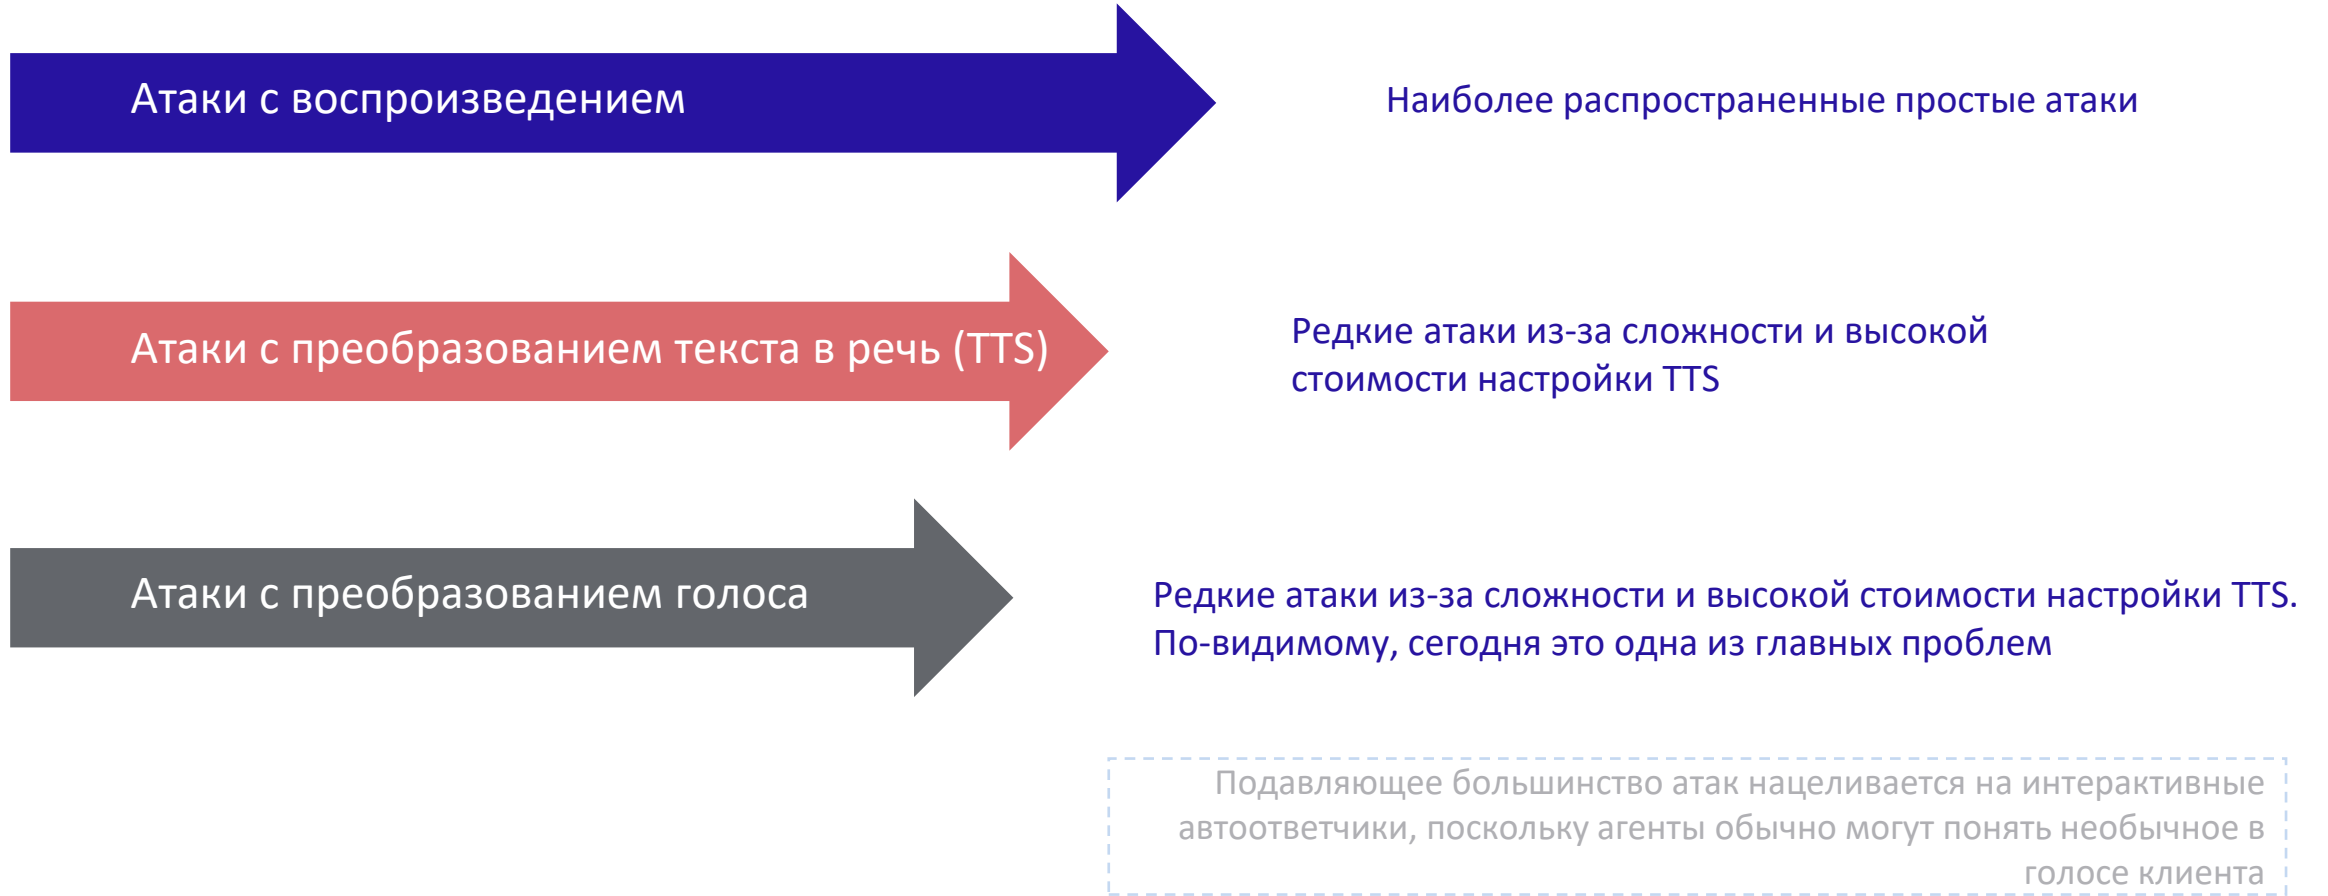 Атаки с воспроизведением
Наиболее распространенные простые атаки
Атаки с преобразованием текста в речь (TTS)
Редкие атаки из-за сложности и высокой
стоимости настройки TTS
Атаки с преобразованием голоса
Редкие атаки из-за сложности и высокой стоимости настройки TTS.
По-видимому, сегодня это одна из главных проблем
Подавляющее большинство атак нацеливается на интерактивные
автоответчики, поскольку агенты обычно могут понять необычное в
голосе клиента